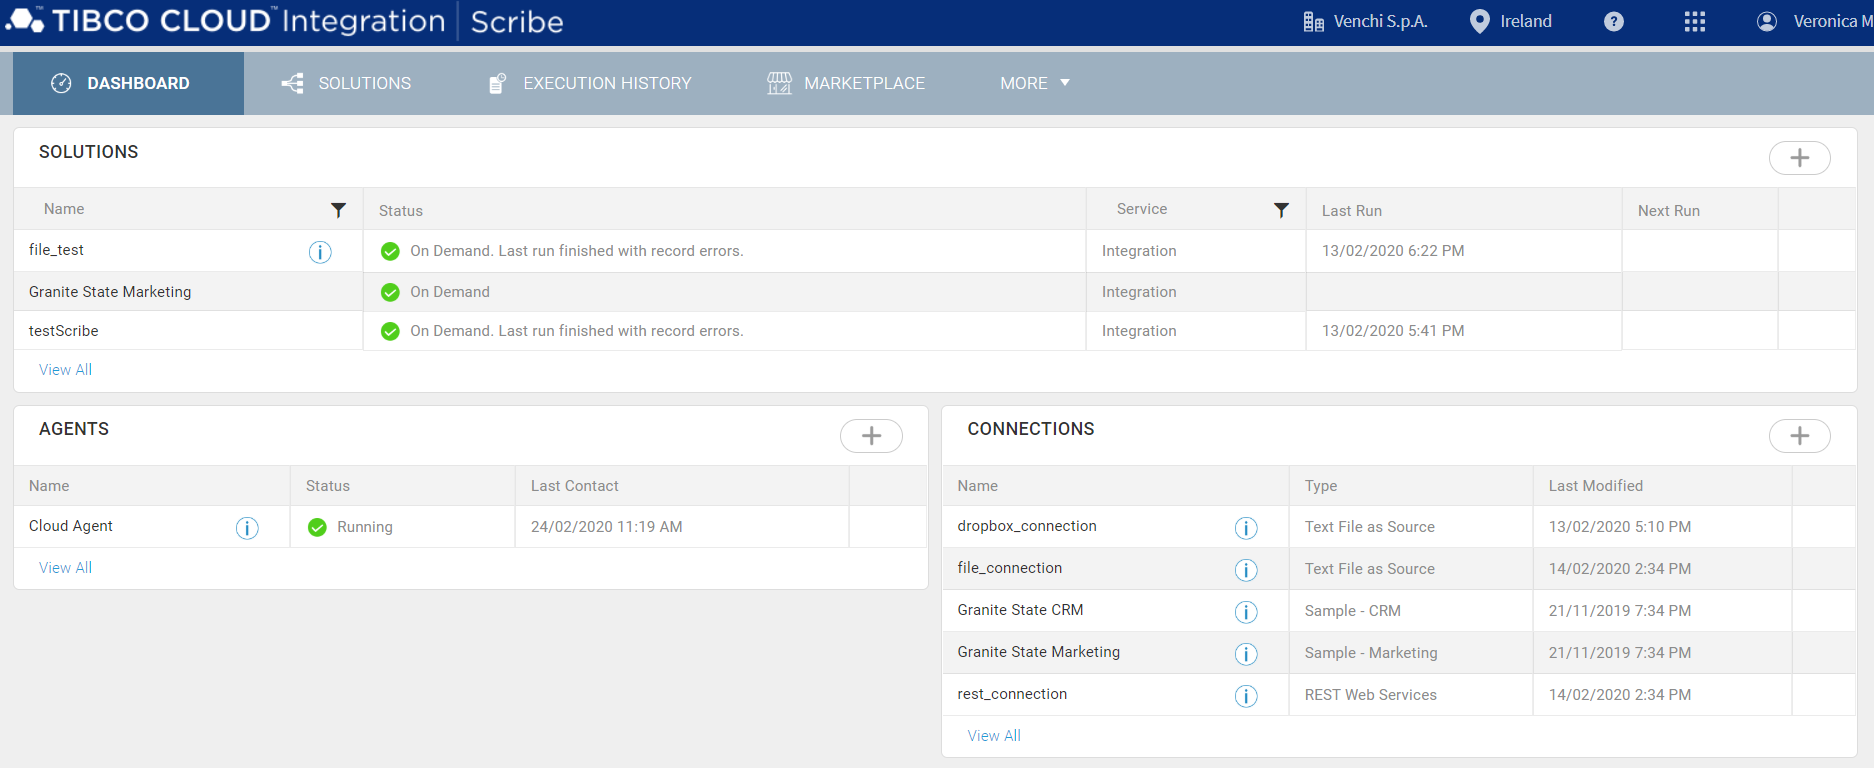 TIBCO CLOUD™ Integration | Scribe
Venchi S.p.A.
Ireland
?
Veronica M
DASHBOARD
SOLUTIONS
EXECUTION HISTORY
MARKETPLACE
MORE
SOLUTIONS
Name Status Service Last Run Next Run
file_test On Demand. Last run finished with record errors. Integration 13/02/2020 6:22 PM
Granite State Marketing On Demand Integration
testScribe On Demand. Last run finished with record errors. Integration 13/02/2020 5:41 PM
View All
AGENTS
Name Status Last Contact
Cloud Agent Running 24/02/2020 11:19 AM
View All
CONNECTIONS
Name Type Last Modified
dropbox_connection Text File as Source 13/02/2020 5:10 PM
file_connection Text File as Source 14/02/2020 2:34 PM
Granite State CRM Sample - CRM 21/11/2019 7:34 PM
Granite State Marketing Sample - Marketing 21/11/2019 7:34 PM
rest_connection REST Web Services 14/02/2020 2:34 PM
View All